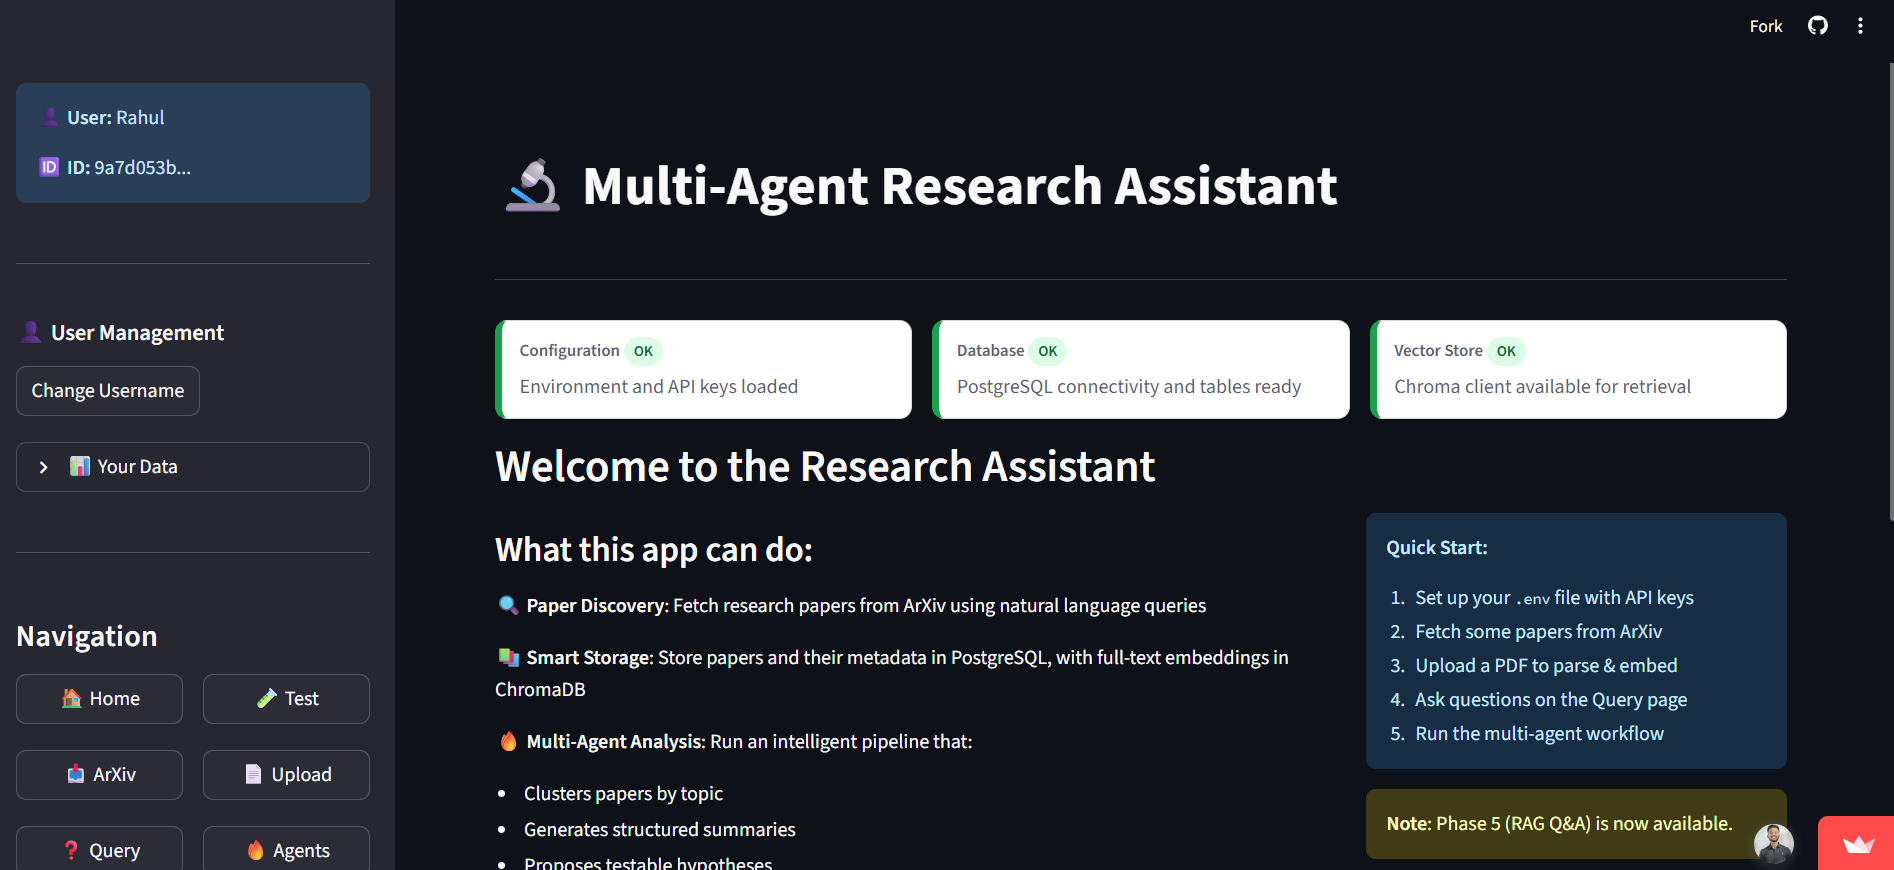 Fork
User: Rahul
ID: 9a7d053b...
User Management
Change Username
Your Data
Navigation
Home
Test
ArXiv
Upload
Query
Agents
Multi-Agent Research Assistant
Configuration OK
Environment and API keys loaded
Database OK
PostgreSQL connectivity and tables ready
Vector Store OK
Chroma client available for retrieval
Welcome to the Research Assistant
What this app can do:
Paper Discovery: Fetch research papers from ArXiv using natural language queries
Smart Storage: Store papers and their metadata in PostgreSQL, with full-text embeddings in
ChromaDB
Multi-Agent Analysis: Run an intelligent pipeline that:
Clusters papers by topic
Generates structured summaries
Proposes testable hypotheses
Quick Start:
1. Set up your .env file with API keys
2. Fetch some papers from ArXiv
3. Upload a PDF to parse & embed
4. Ask questions on the Query page
5. Run the multi-agent workflow
Note: Phase 5 (RAG Q&A) is now available.